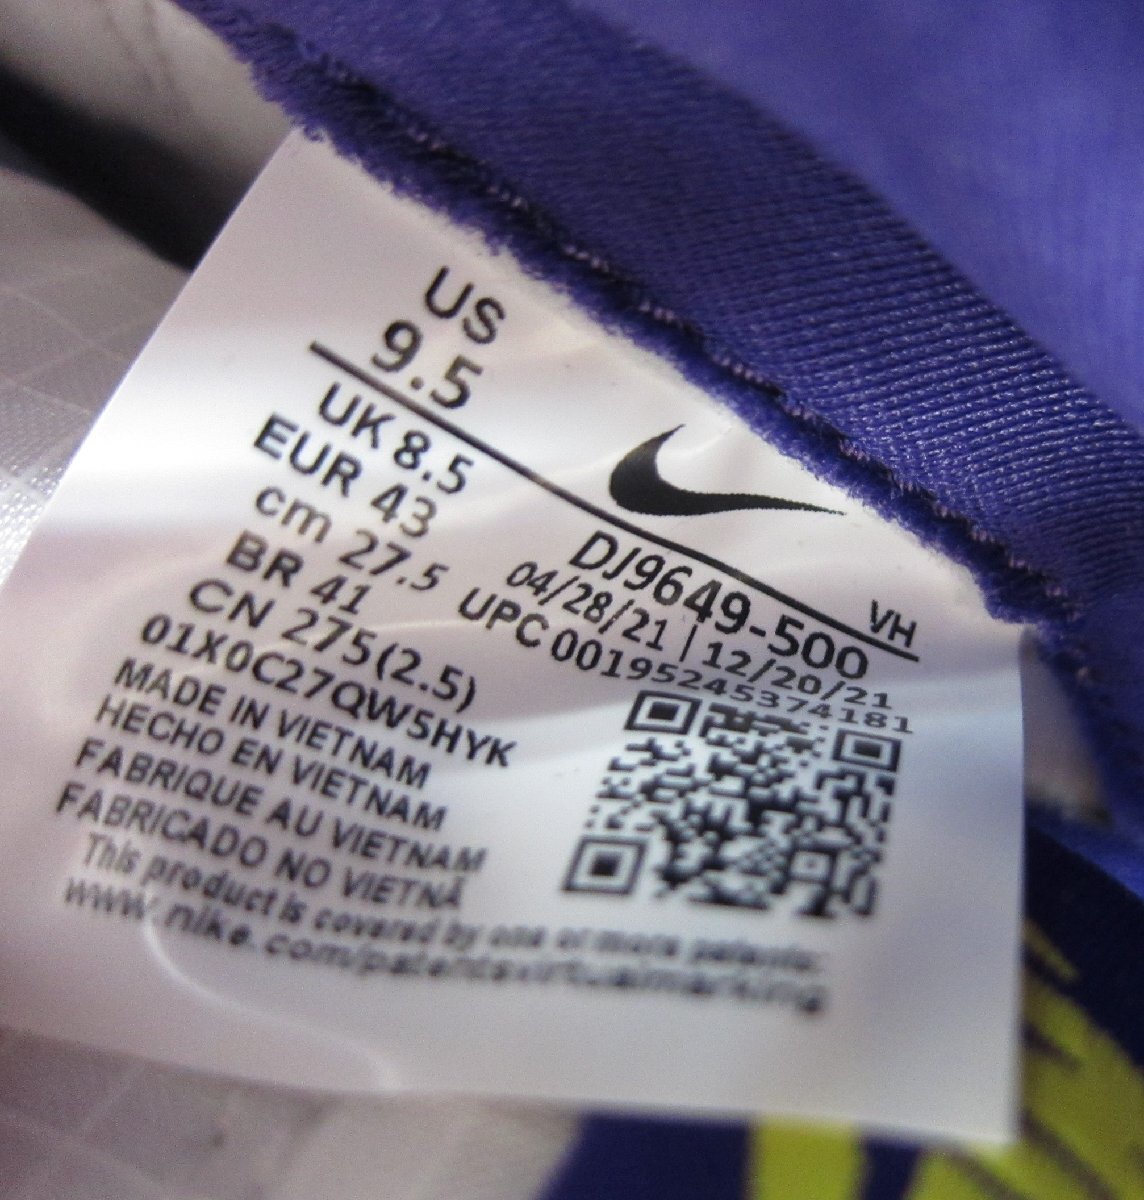 US
9.5
UK 8.5
EUR 43
cm 27.5
BR 41
CN 275(2.5)
01X0C27QW5HYK
MADE IN VIETNAM
HECHO EN VIETNAM
FABRIQUE AU VIETNAM
FABRICADO NO VIETNÃ
This product is covered by one or more patents.
www.nike.com/patentsvirtualmarking
VH
DJ9649-500
04/28/21 | 12/20/21
UPC 00195245374181